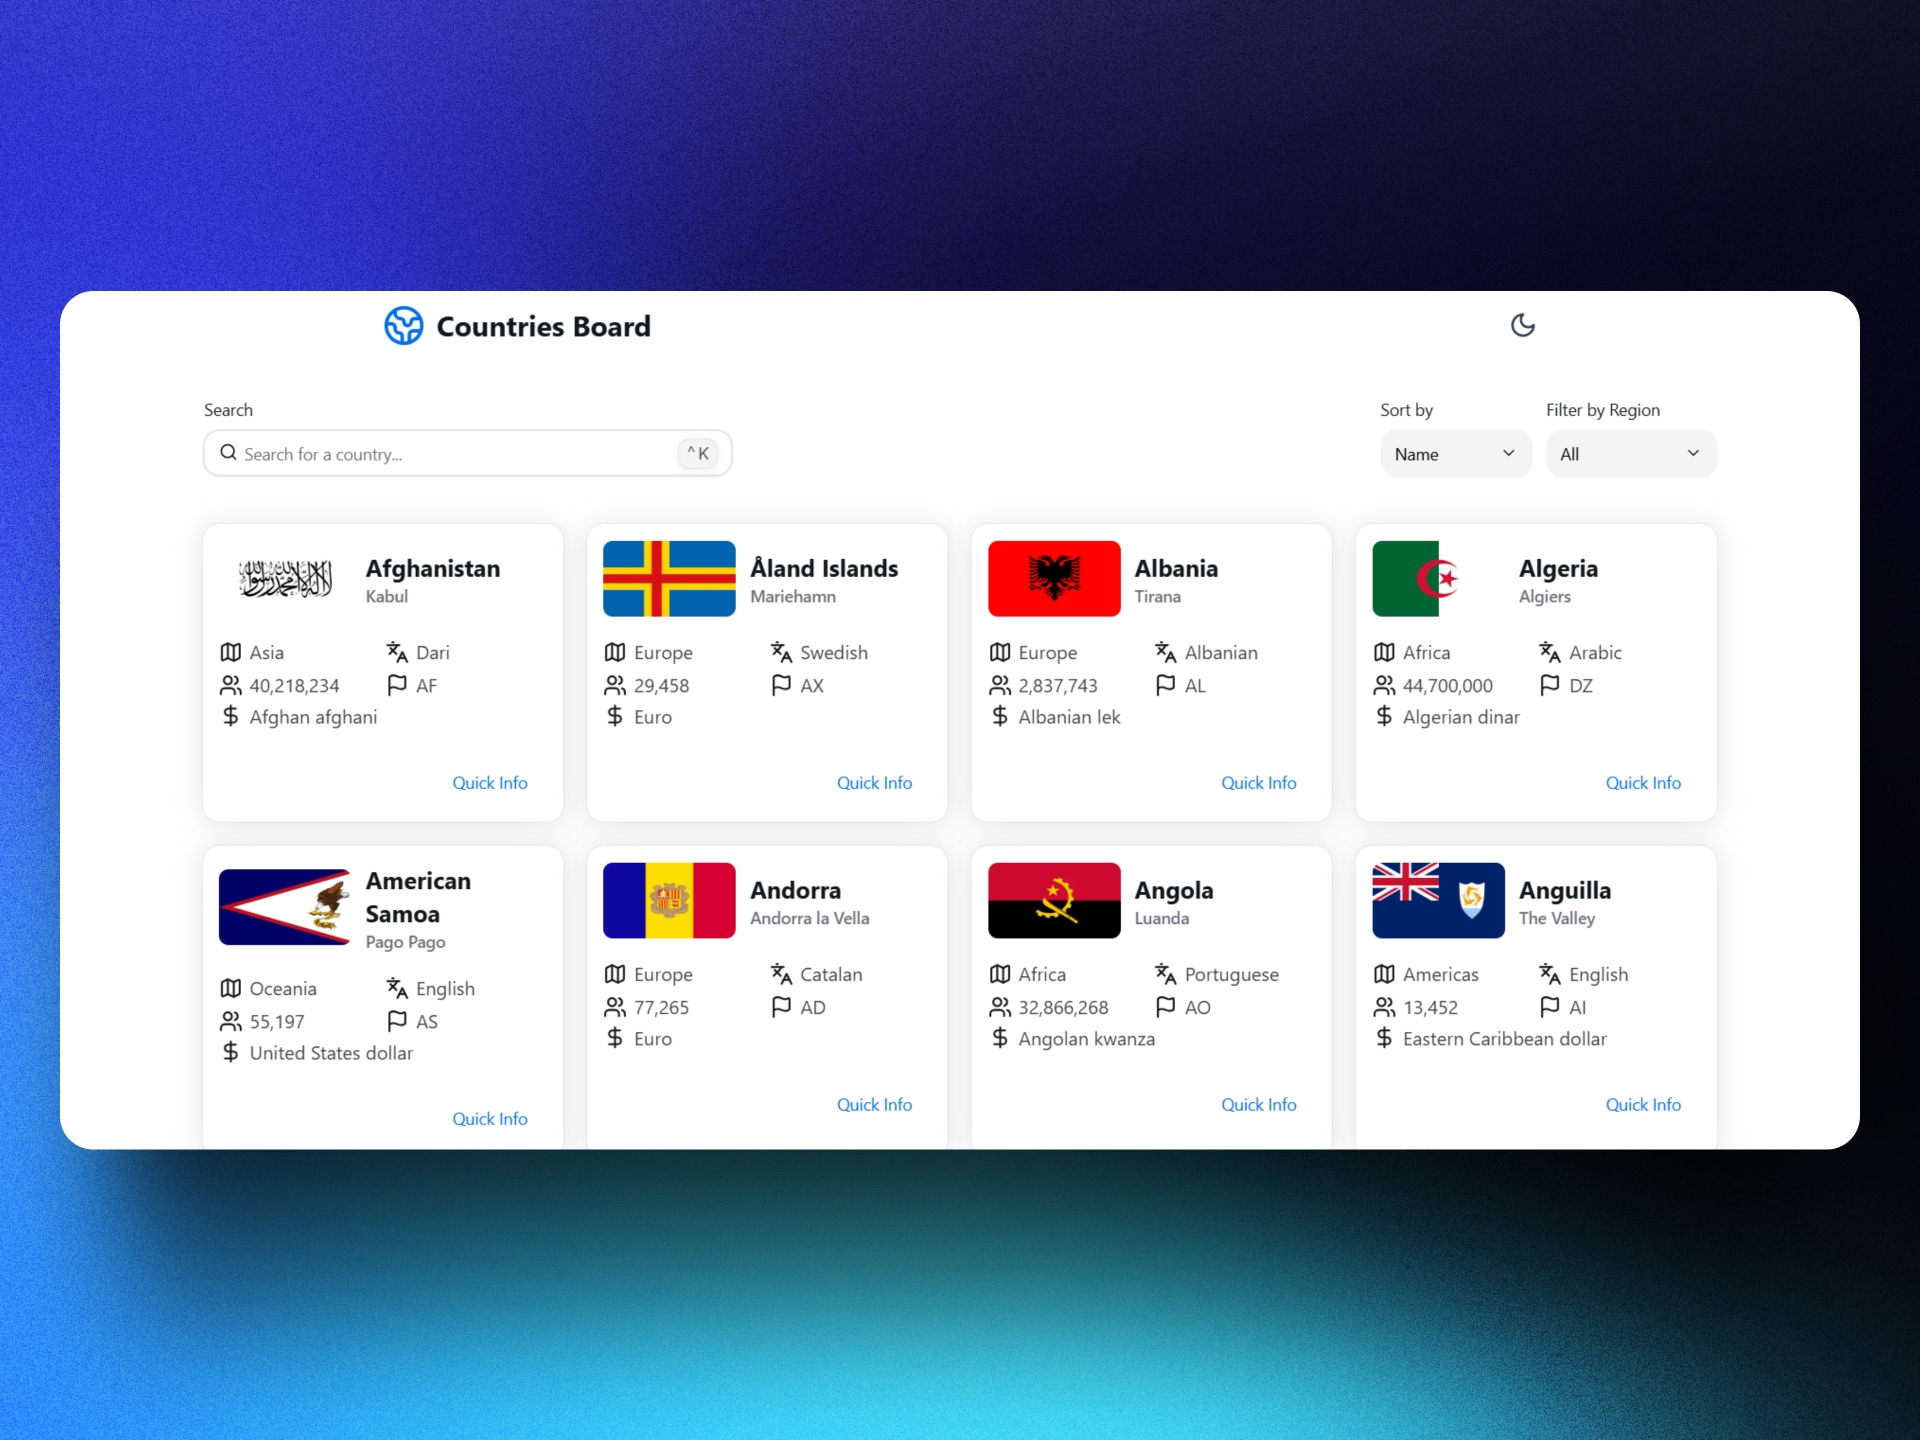 Countries Board
Search
Sort by
Filter by Region
Search for a country...
^ K
Name
All
Afghanistan
Kabul
Asia
Dari
40,218,234
AF
Afghan afghani
Quick Info
Åland Islands
Mariehamn
Europe
Swedish
29,458
AX
Euro
Quick Info
Albania
Tirana
Europe
Albanian
2,837,743
AL
Albanian lek
Quick Info
Algeria
Algiers
Africa
Arabic
44,700,000
DZ
Algerian dinar
Quick Info
American
Samoa
Pago Pago
Oceania
English
55,197
AS
United States dollar
Quick Info
Andorra
Andorra la Vella
Europe
Catalan
77,265
AD
Euro
Quick Info
Angola
Luanda
Africa
Portuguese
32,866,268
AO
Angolan kwanza
Quick Info
Anguilla
The Valley
Americas
English
13,452
AI
Eastern Caribbean dollar
Quick Info